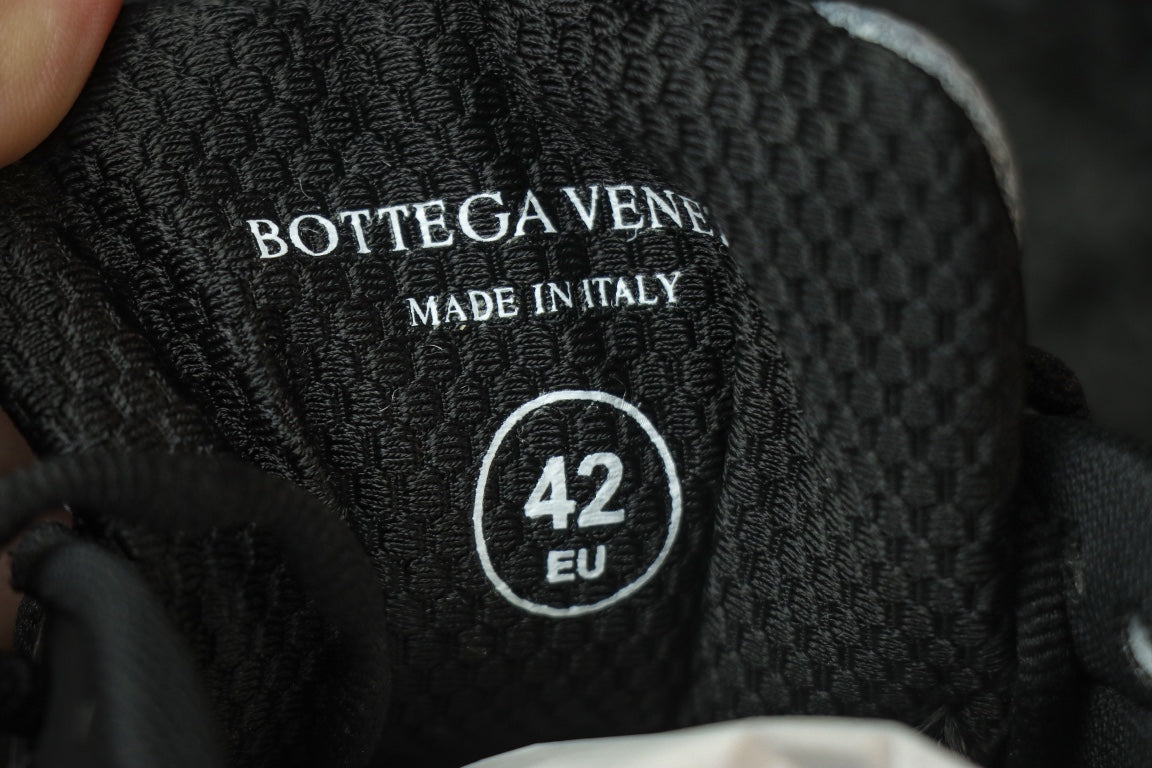 BOTTEGA VENE
MADE IN ITALY
42
EU